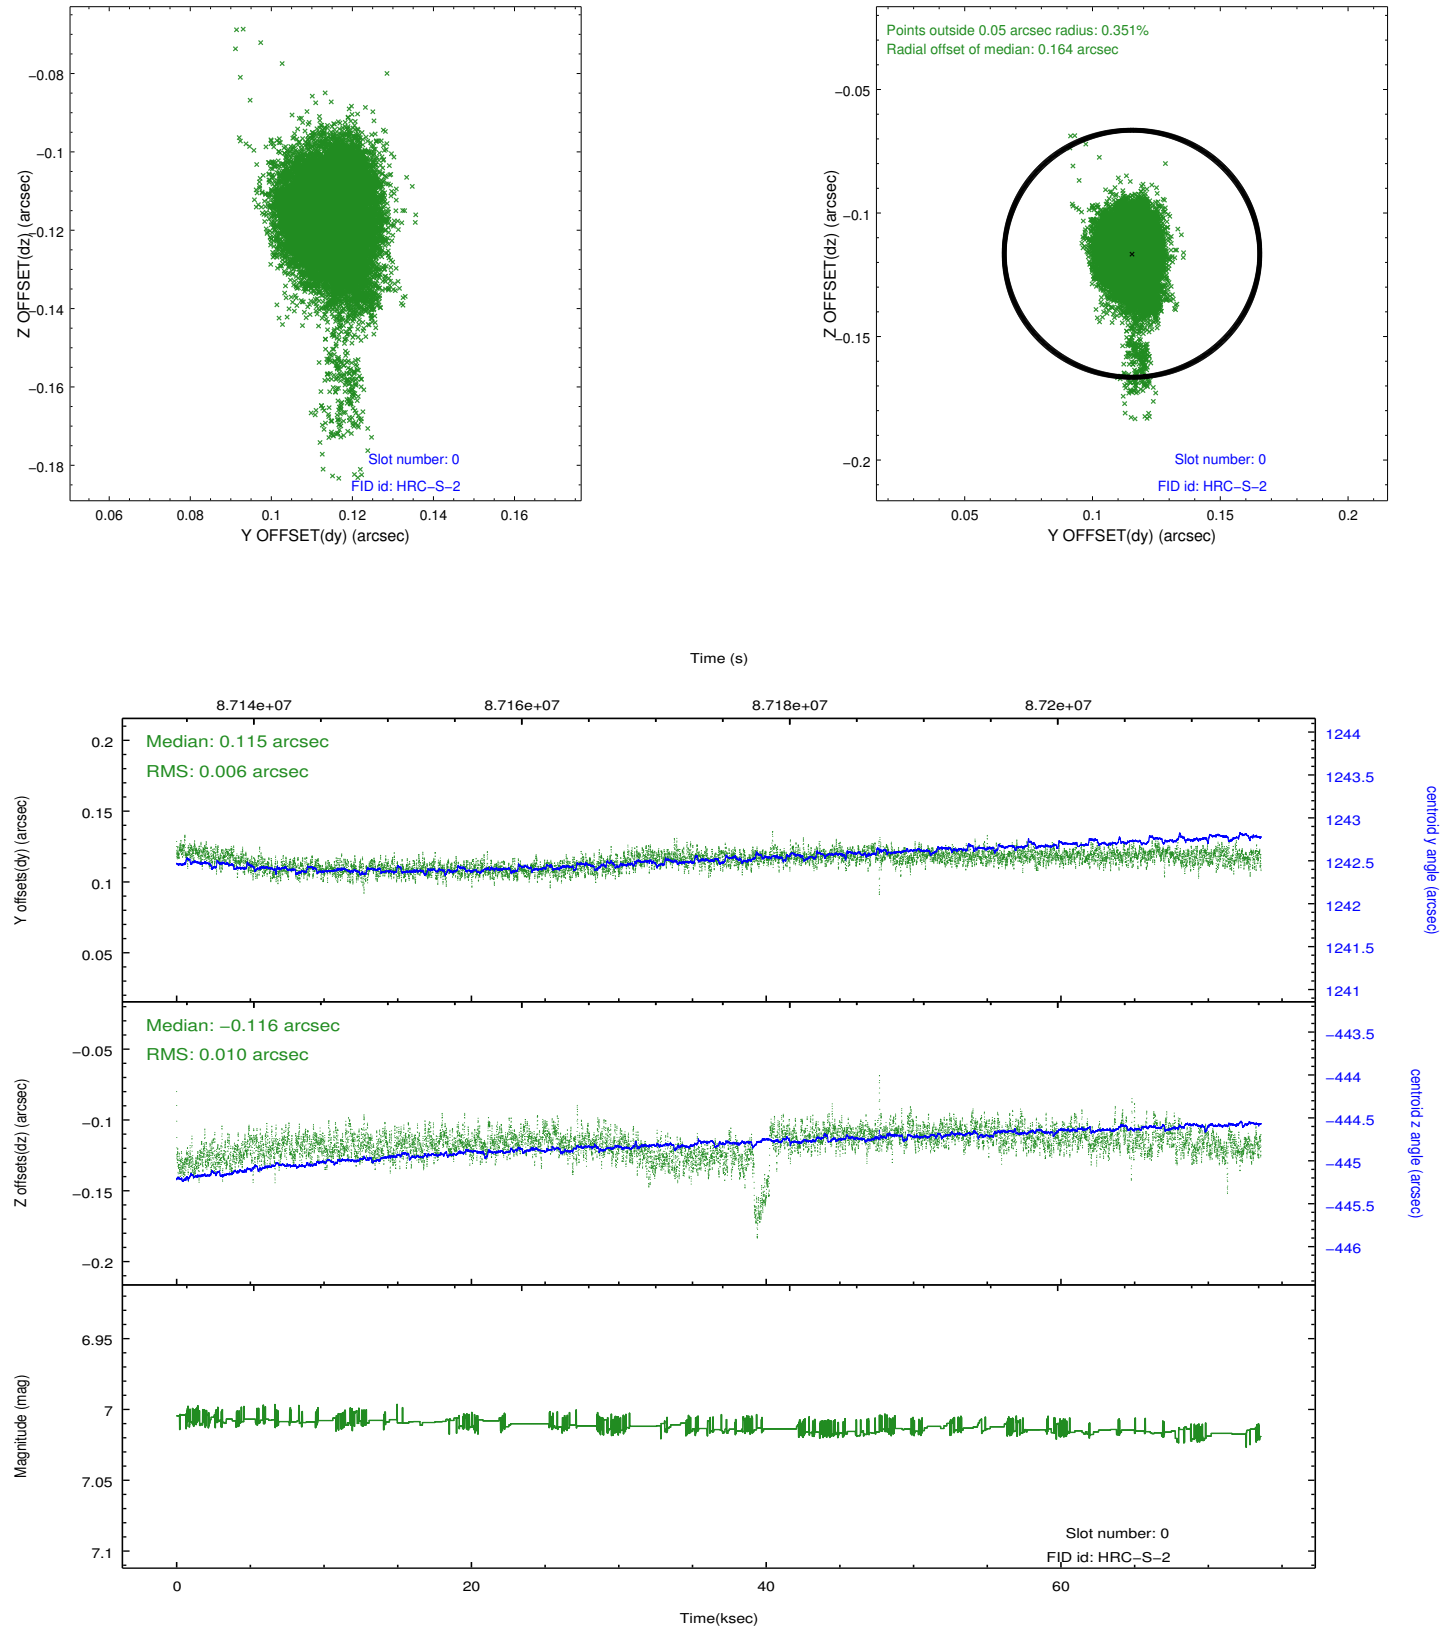 −0.08
−0.1
−0.12
−0.14
−0.16
−0.18
Z OFFSET(dz) (arcsec)
Slot number: 0
FID id: HRC−S−2
0.06
0.08
0.1
0.12
0.14
0.16
Y OFFSET(dy) (arcsec)
Points outside 0.05 arcsec radius: 0.351%
Radial offset of median: 0.164 arcsec
−0.05
−0.1
−0.15
−0.2
Z OFFSET(dz) (arcsec)
Slot number: 0
FID id: HRC−S−2
0.05
0.1
0.15
0.2
Y OFFSET(dy) (arcsec)
Time (s)
8.714e+07
8.716e+07
8.718e+07
8.72e+07
Median: 0.115 arcsec
RMS: 0.006 arcsec
0.2
0.15
0.1
0.05
Y offsets(dy) (arcsec)
1244
1243.5
1243
1242.5
1242
1241.5
1241
centroid y angle (arcsec)
Median: −0.116 arcsec
RMS: 0.010 arcsec
−0.05
−0.1
−0.15
−0.2
Z offsets(dz) (arcsec)
−443.5
−444
−444.5
−445
−445.5
−446
centroid z angle (arcsec)
6.95
7
7.05
7.1
Magnitude (mag)
Slot number: 0
FID id: HRC−S−2
0
20
40
60
Time(ksec)